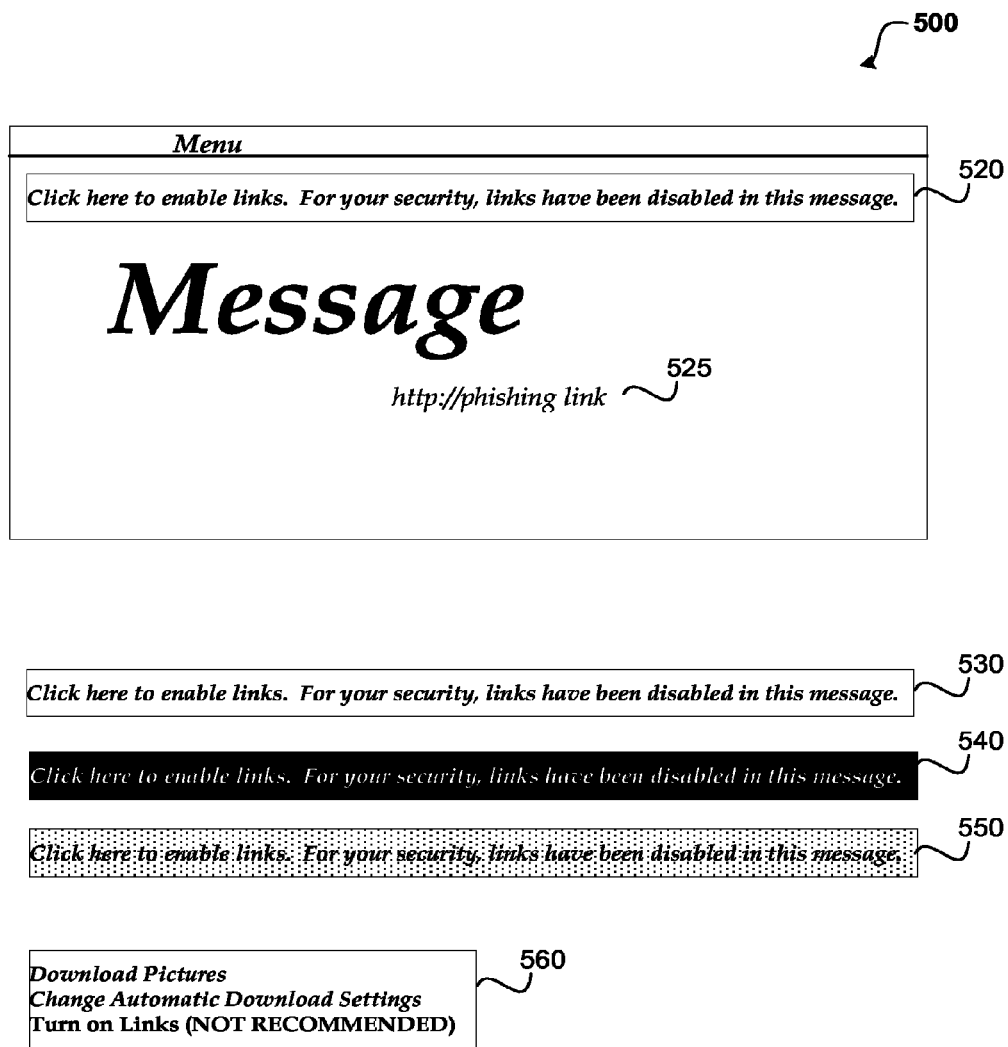 500
Menu
Click here to enable links. For your security, links have been disabled in this message.
520
Message
http://phishing link
525
Click here to enable links. For your security, links have been disabled in this message.
530
Click here to enable links. For your security, links have been disabled in this message.
540
Click here to enable links. For your security, links have been disabled in this message.
550
Download Pictures
Change Automatic Download Settings
Turn on Links (NOT RECOMMENDED)
560